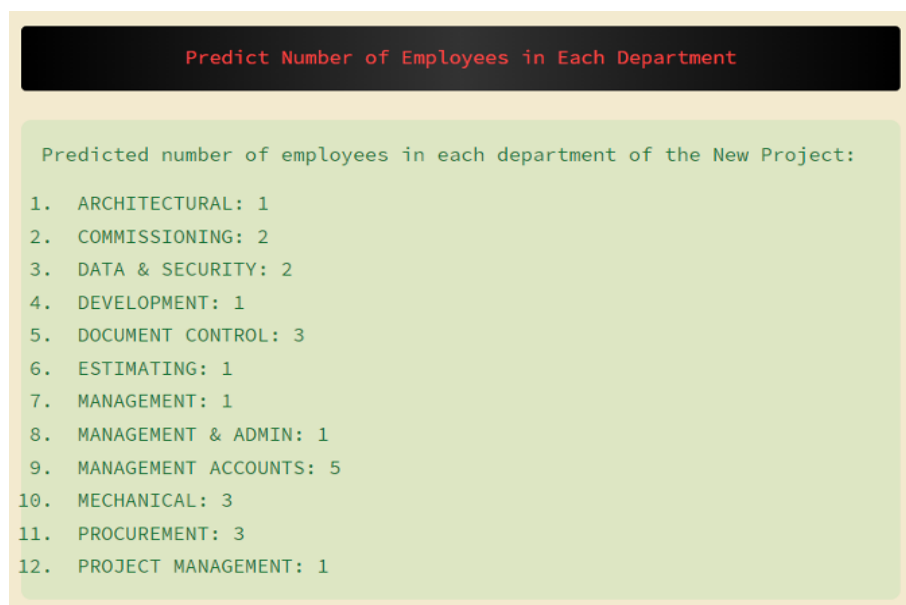 Predict Number of Employees in Each Department
Predicted number of employees in each department of the New Project:
1. ARCHITECTURAL: 1
2. COMMISSIONING: 2
3. DATA & SECURITY: 2
4. DEVELOPMENT: 1
5. DOCUMENT CONTROL: 3
6. ESTIMATING: 1
7. MANAGEMENT: 1
8. MANAGEMENT & ADMIN: 1
9. MANAGEMENT ACCOUNTS: 5
10. MECHANICAL: 3
11. PROCUREMENT: 3
12. PROJECT MANAGEMENT: 1